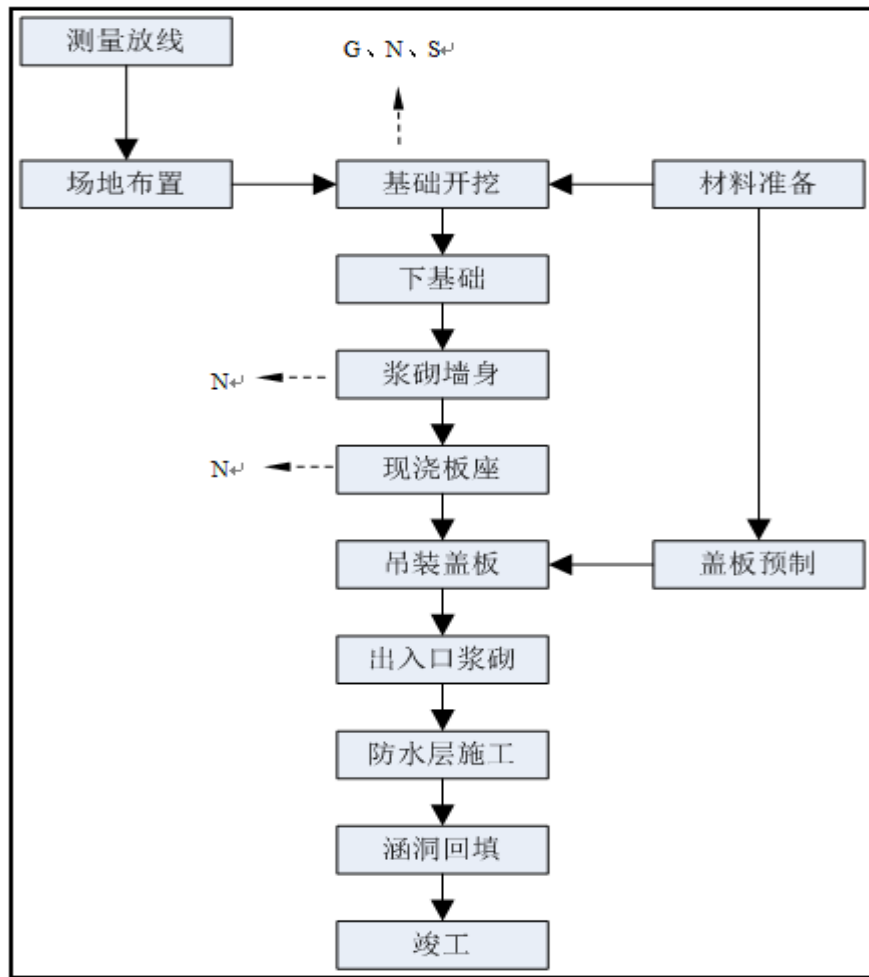 测量放线
G、N、S↵
场地布置
基础开挖
材料准备
下基础
浆砌墙身
N↵
现浇板座
N↵
吊装盖板
盖板预制
出入口浆砌
防水层施工
涵洞回填
竣工